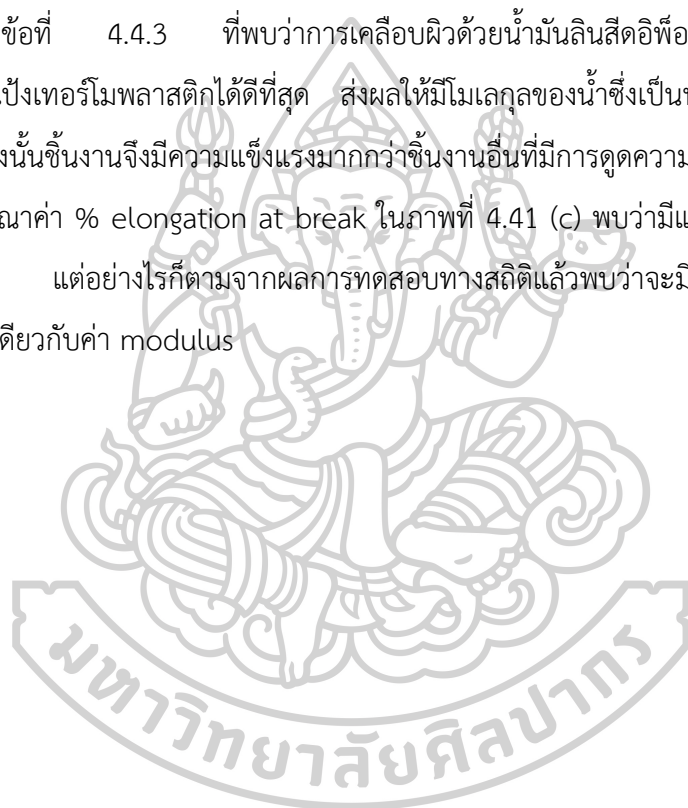 ข้อที่ 4.4.3 ที่พบว่าการเคลือบผิวด้วยน้ำมันลินสีดอิพ็อ
แป้งเทอร์โมพลาสติกได้ดีที่สุด ส่งผลให้มีโมเลกุลของน้ำซึ่งเป็น
งนั้นชิ้นงานจึงมีความแข็งแรงมากกว่าชิ้นงานอื่นที่มีการดูดความ
ณาค่า % elongation at break ในภาพที่ 4.41 (c) พบว่ามีแ
แต่อย่างไรก็ตามจากผลการทดสอบทางสถิติแล้วพบว่าจะมี
เดียวกับค่า modulus
มหาวิทยาลัยศิลปากร